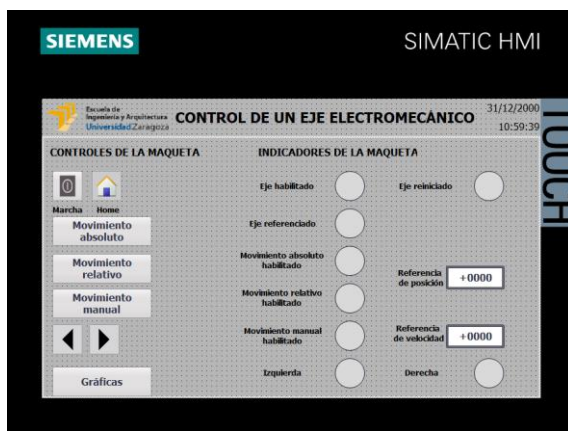 SIEMENS
SIMATIC HMI
TOUCH
Escuela de
Ingeniería y Arquitectura
Universidad Zaragoza
CONTROL DE UN EJE ELECTROMECÁNICO
31/12/2000
10:59:39
CONTROLES DE LA MAQUETA
INDICADORES DE LA MAQUETA
Marcha
Home
Movimiento
absoluto
Movimiento
relativo
Movimiento
manual
Gráficas
Eje habilitado
Eje reiniciado
Eje referenciado
Movimiento absoluto
habilitado
Movimiento relativo
habilitado
Referencia
de posición
+0000
Movimiento manual
habilitado
Referencia
de velocidad
+0000
Izquierda
Derecha